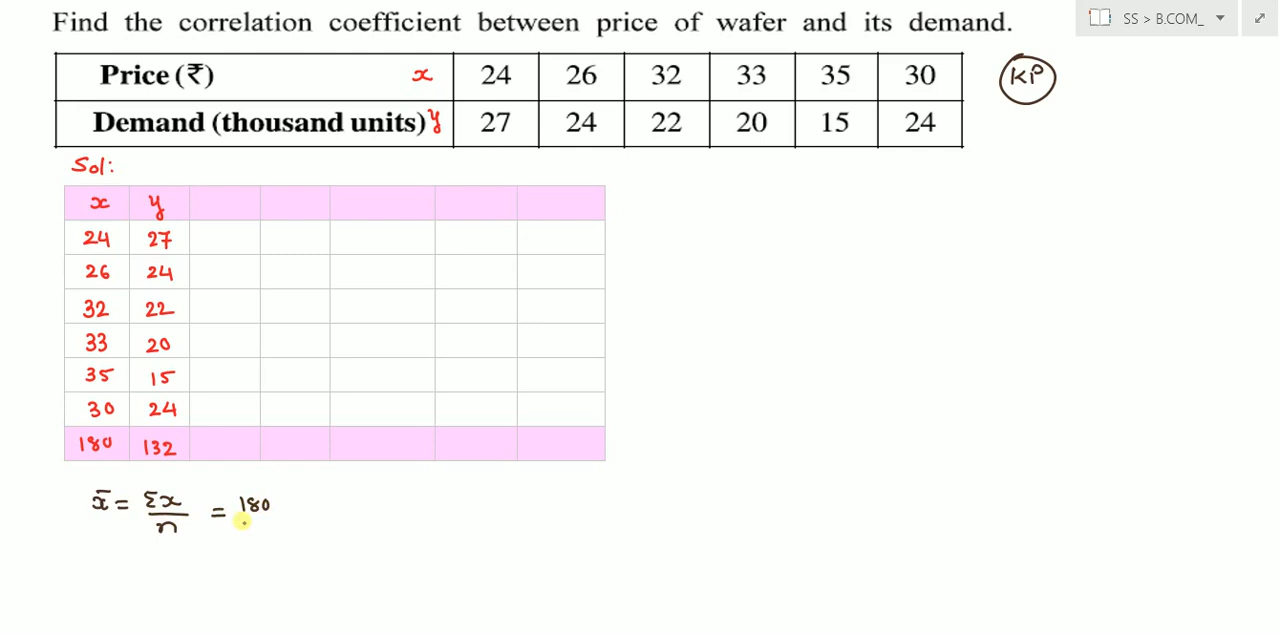 Find the correlation coefficient between price of wafer and its demand.
SS > B.COM_
Price (₹) x 24 26 32 33 35 30
KP
Demand (thousand units) y 27 24 22 20 15 24
Sol:
x y
24 27
26 24
32 22
33 20
35 15
30 24
180 132
x̄ = Σx / n = 180